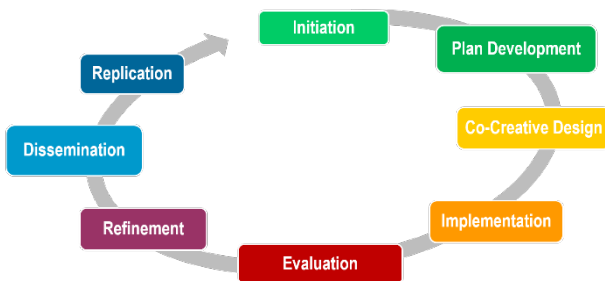 Initiation
Plan Development
Co-Creative Design
Implementation
Evaluation
Refinement
Dissemination
Replication